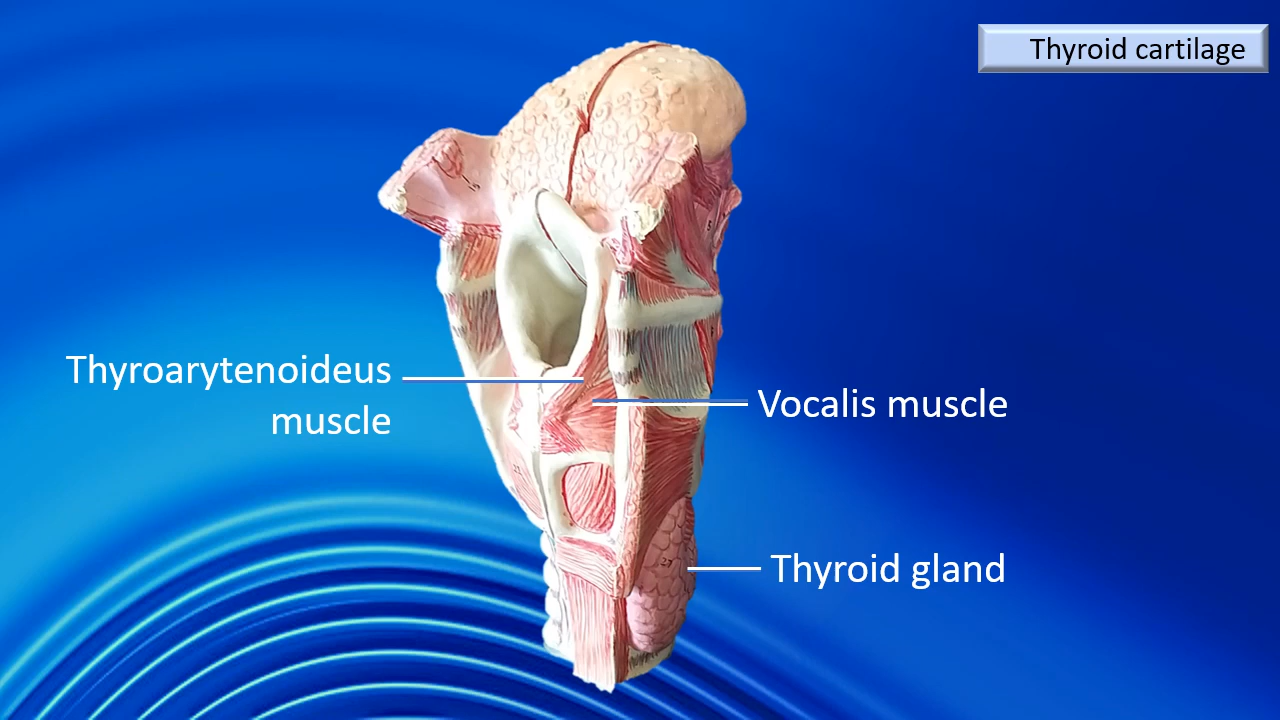 Thyroid cartilage
Thyroarytenoideus
muscle
Vocalis muscle
Thyroid gland